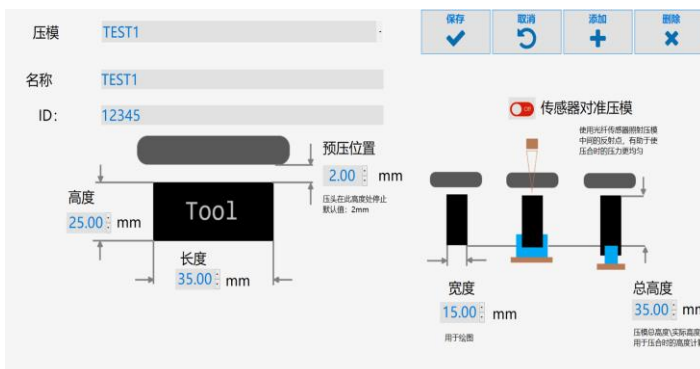 压模 TEST1
保存 取消 添加 删除
名称 TEST1
ID： 12345
OFF 传感器对准压模
使用光纤传感器照射压模
中间的反射点，有助于使
压合时的压力更均匀
预压位置
2.00 mm
压头在此高度处停止
默认值：2mm
高度
25.00 mm
Tool
长度
35.00 mm
宽度
15.00 mm
用于绘图
总高度
35.00 mm
压模总高度\实际高度
用于压合时的高度计